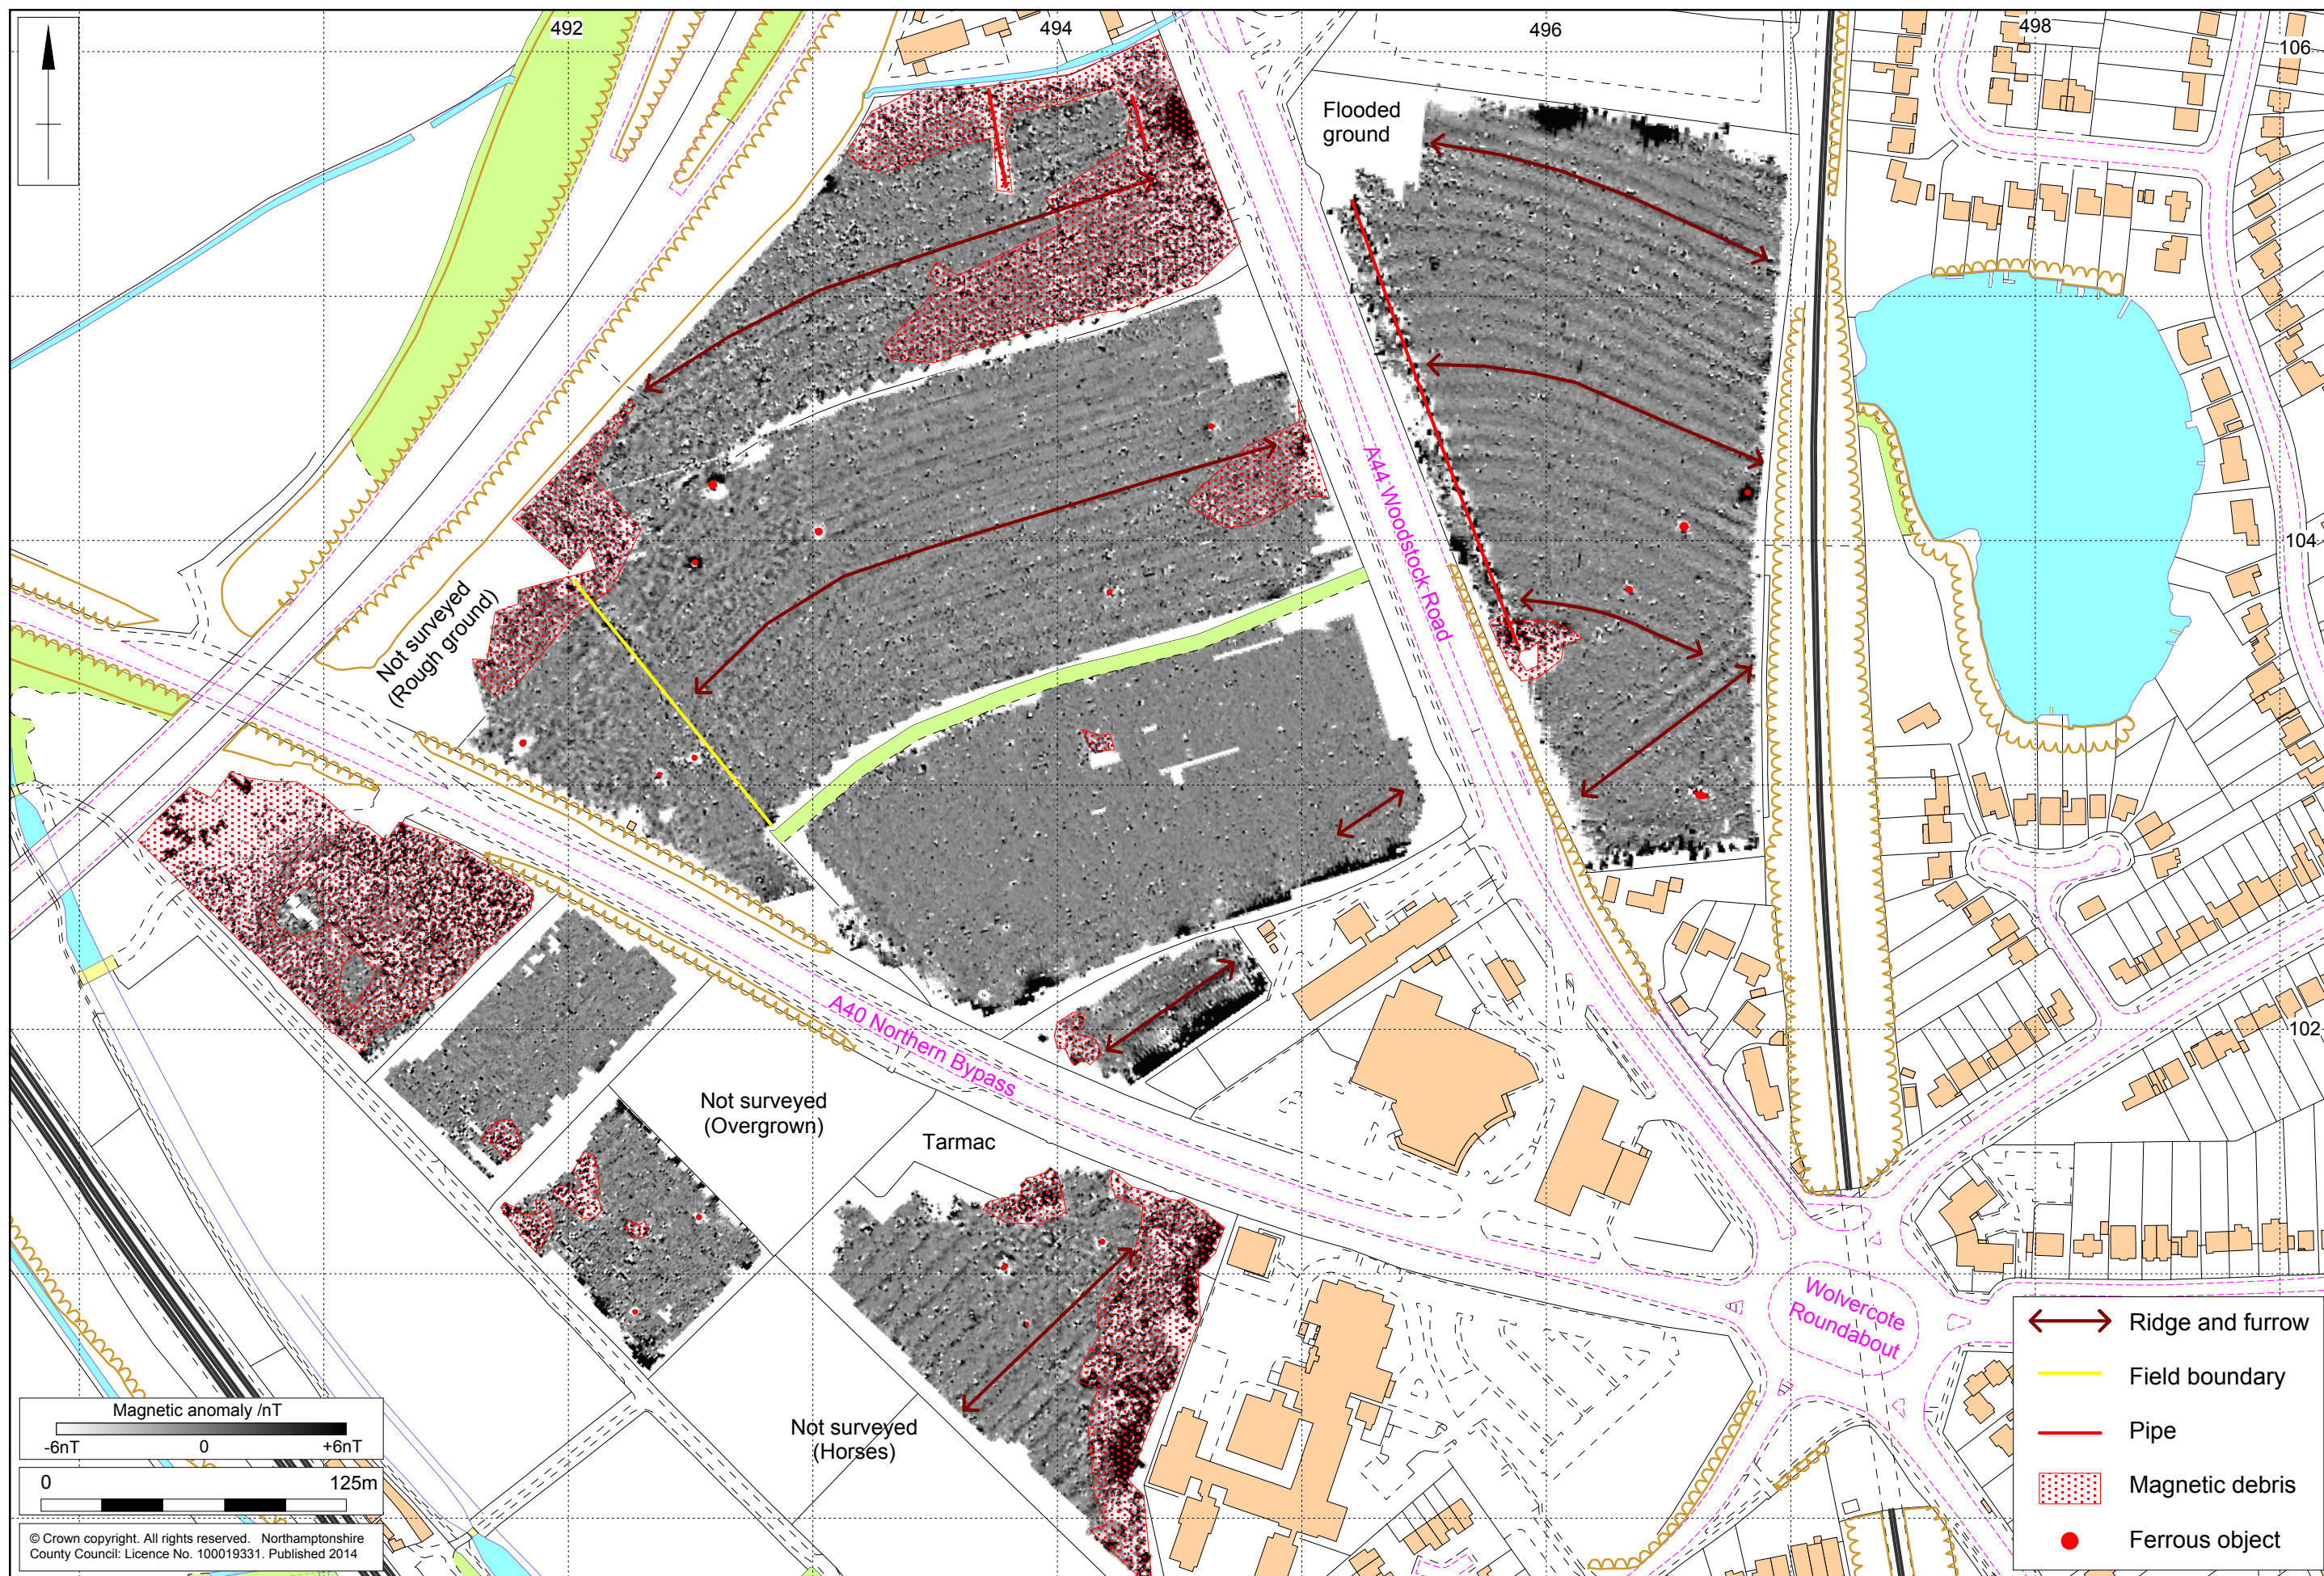 492
494
496
498
106
Flooded
ground
A44 Woodstock Road
104
Not surveyed
(Rough ground)
A40 Northern Bypass
102
Not surveyed
(Overgrown)
Tarmac
Wolvercote
Roundabout
Not surveyed
(Horses)
Ridge and furrow
Field boundary
Pipe
Magnetic debris
Ferrous object
Magnetic anomaly /nT
-6nT 0 +6nT
0 125m
© Crown copyright. All rights reserved. Northamptonshire
County Council: Licence No. 100019331. Published 2014